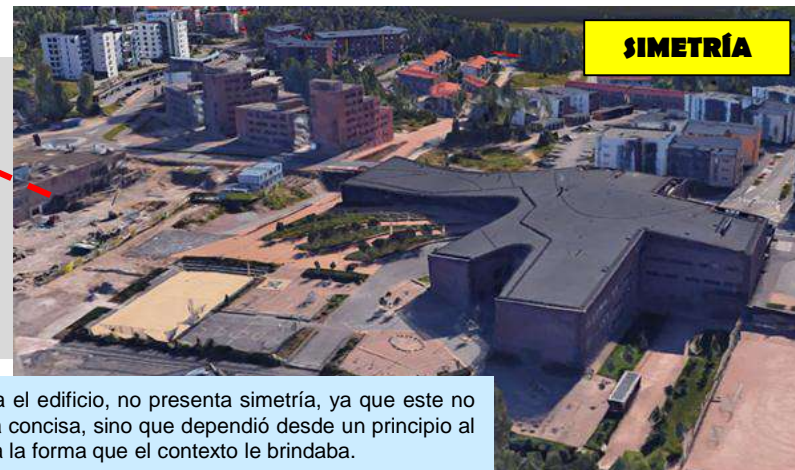 SIMETRÍA
a el edificio, no presenta simetría, ya que este no
a concisa, sino que dependió desde un principio al
a la forma que el contexto le brindaba.